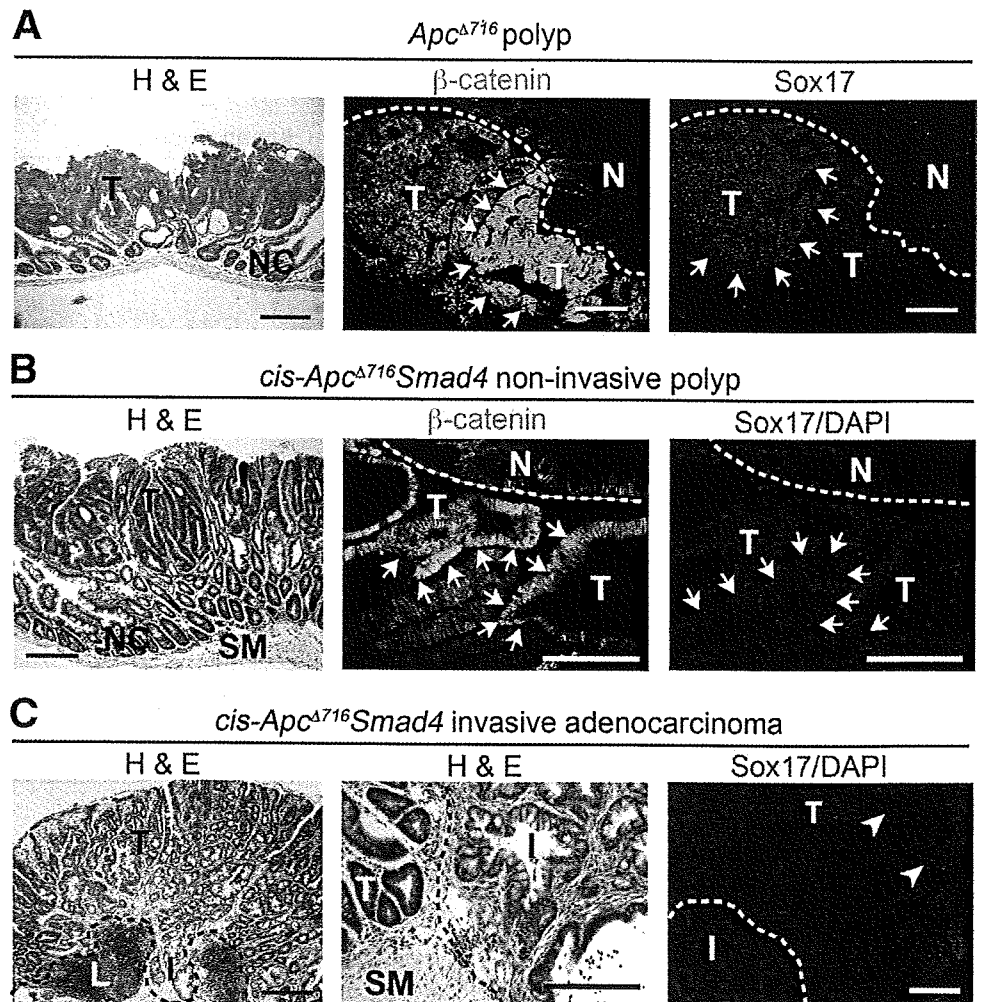 A
Apc^Δ716 polyp
H & E β-catenin Sox17
T NC T T N T T N
B
cis-Apc^Δ716Smad4 non-invasive polyp
H & E β-catenin Sox17/DAPI
T NC SM T N T T N T
C
cis-Apc^Δ716Smad4 invasive adenocarcinoma
H & E H & E Sox17/DAPI
T L I T I SM T I